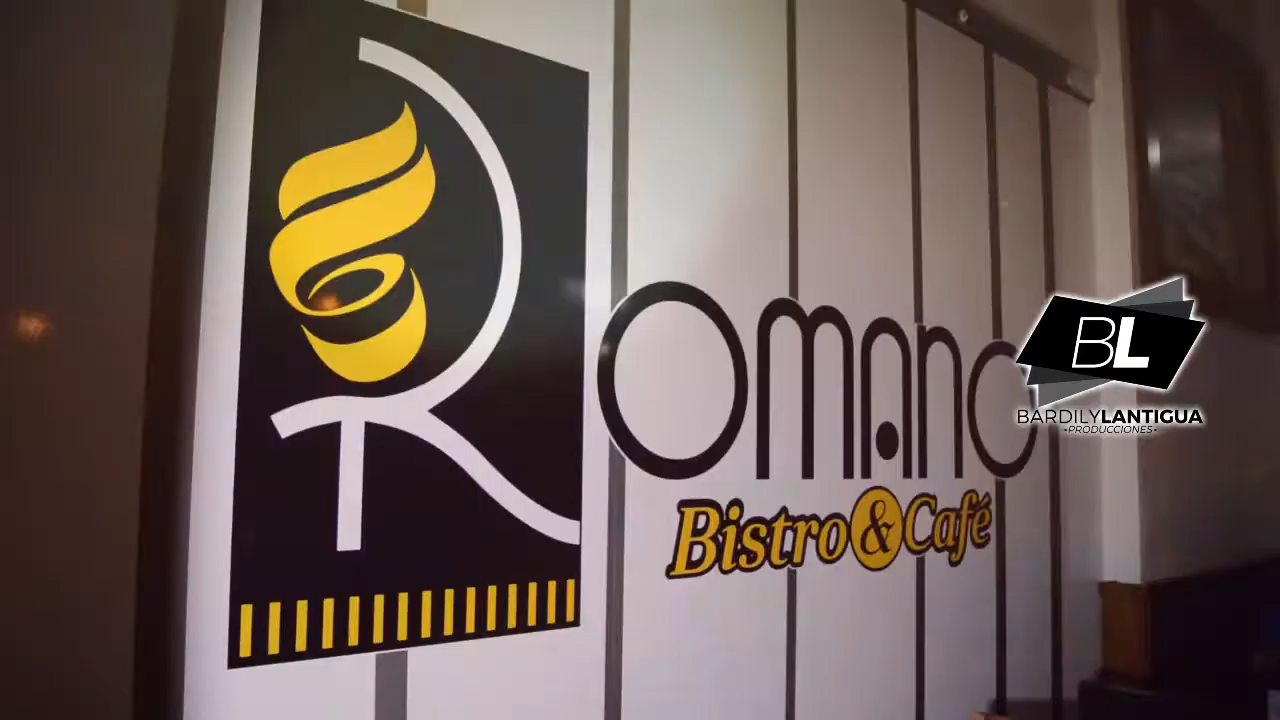 Romano
Bistro & Café
BL
BARDILYLANTIGUA
•PRODUCCIONES•